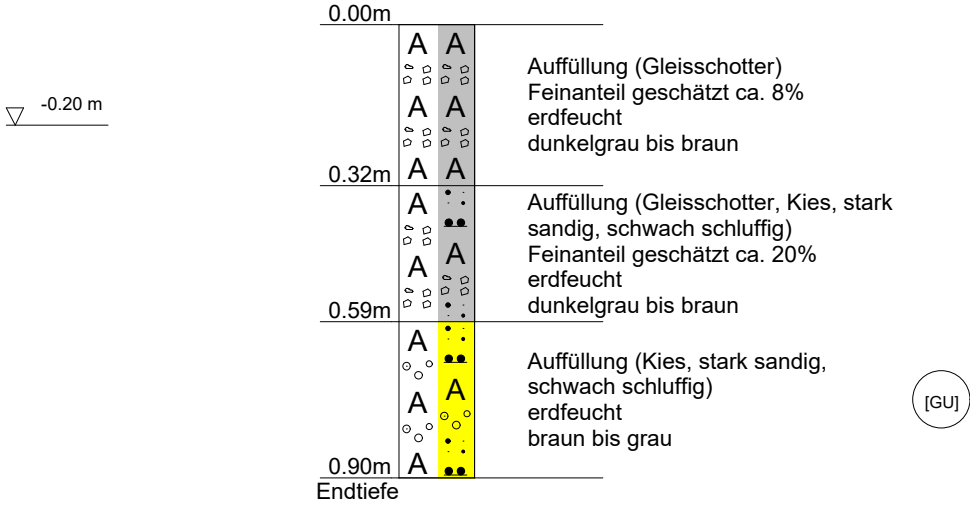 0.00m
A A
Auffüllung (Gleisschotter)
Feinanteil geschätzt ca. 8%
erdfeucht
dunkelgrau bis braun
-0.20 m
A A
A A
0.32m
A
Auffüllung (Gleisschotter, Kies, stark
sandig, schwach schluffig)
Feinanteil geschätzt ca. 20%
erdfeucht
dunkelgrau bis braun
A
A
0.59m
A
Auffüllung (Kies, stark sandig,
schwach schluffig)
erdfeucht
braun bis grau
A
A
[GU]
A
0.90m
Endtiefe